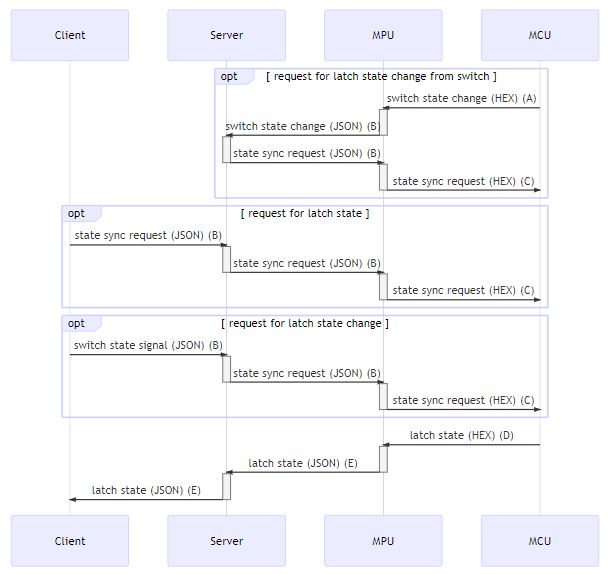 Client Server MPU MCU
opt [ request for latch state change from switch ]
switch state change (HEX) (A)
switch state change (JSON) (B)
state sync request (JSON) (B)
state sync request (HEX) (C)
opt [ request for latch state ]
state sync request (JSON) (B)
state sync request (JSON) (B)
state sync request (HEX) (C)
opt [ request for latch state change ]
switch state signal (JSON) (B)
state sync request (JSON) (B)
state sync request (HEX) (C)
latch state (HEX) (D)
latch state (JSON) (E)
latch state (JSON) (E)
Client Server MPU MCU